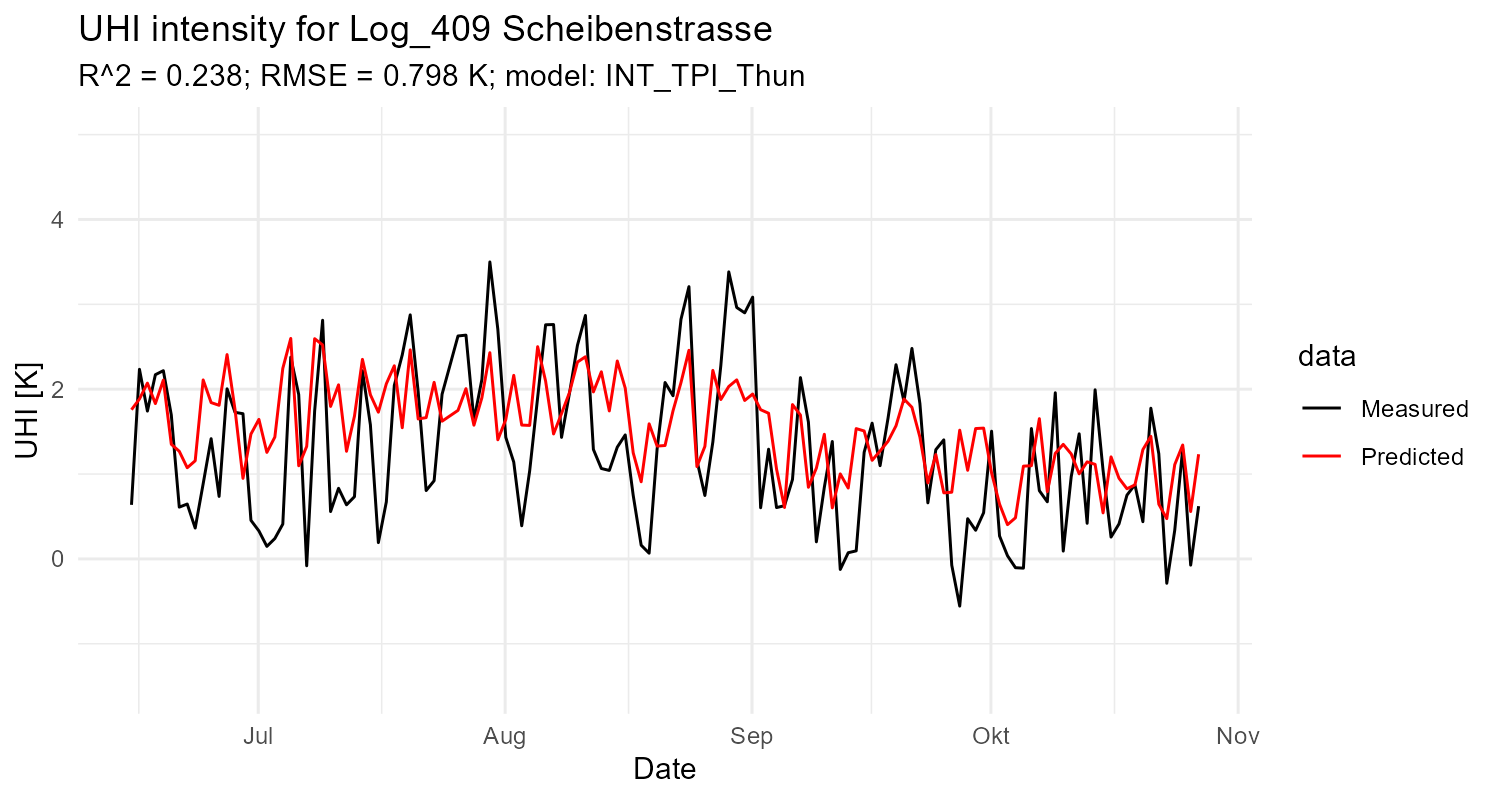 UHI intensity for Log_409 Scheibenstrasse
R^2 = 0.238; RMSE = 0.798 K; model: INT_TPI_Thun
UHI [K]
4
2
0
Jul Aug Sep Okt Nov
Date
data
Measured
Predicted